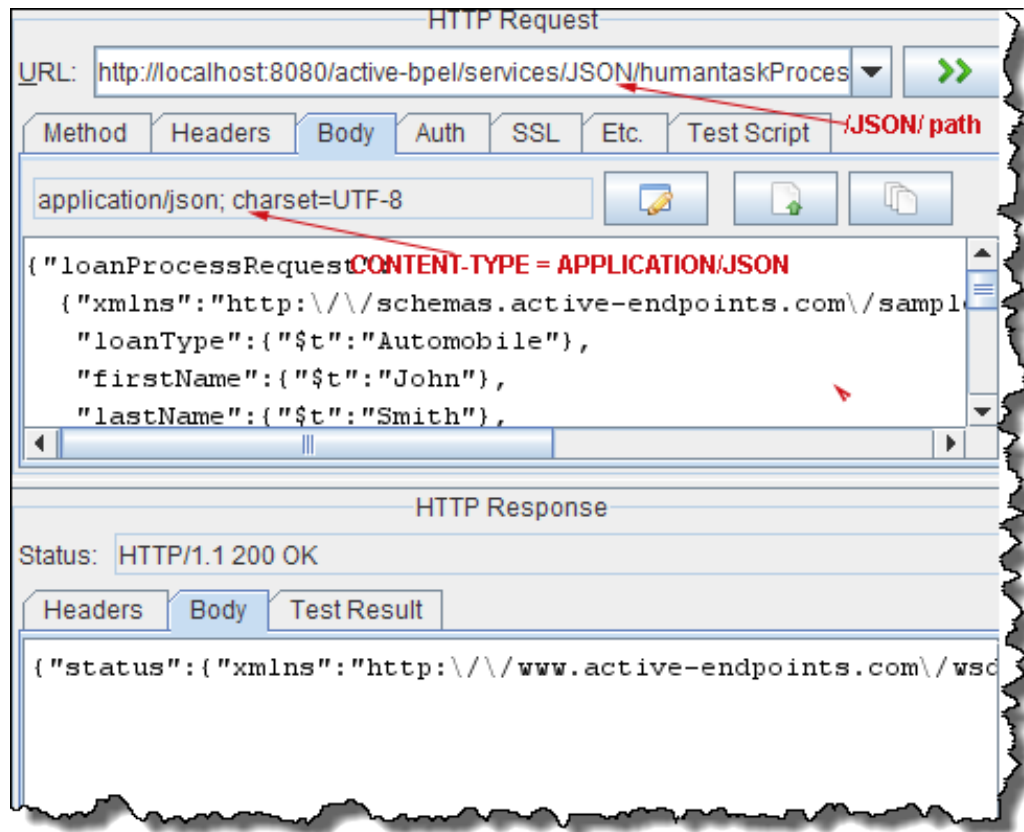 HTTP Request
URL: http://localhost:8080/active-bpel/services/JSON/humantaskProces
Method Headers Body Auth SSL Etc. Test Script /JSON/ path
application/json; charset=UTF-8
{"loanProcessRequest": CONTENT-TYPE = APPLICATION/JSON
{"xmlns":"http:\/\/schemas.active-endpoints.com\/sampl
"loanType":{"$t":"Automobile"},
"firstName":{"$t":"John"},
"lastName":{"$t":"Smith"},
HTTP Response
Status: HTTP/1.1 200 OK
Headers Body Test Result
{"status":{"xmlns":"http:\/\/www.active-endpoints.com\/wsd